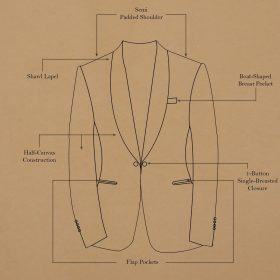 Semi
Padded Shoulder
Shawl Lapel
Boat-Shaped
Breast Pocket
Half-Canvas
Construction
1-Button
Single-Breasted
Closure
Flap Pockets